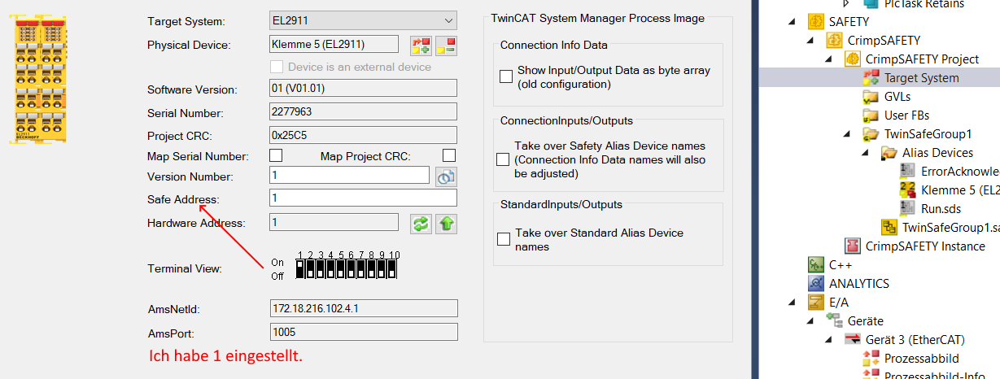 Target System: EL2911
Physical Device: Klemme 5 (EL2911)
Device is an external device
Software Version: 01 (V01.01)
Serial Number: 2277963
Project CRC: 0x25C5
Map Serial Number: Map Project CRC:
Version Number: 1
Safe Address: 1
Hardware Address: 1
Terminal View: On Off 1 2 3 4 5 6 7 8 9 10
AmsNetId: 172.18.216.102.4.1
AmsPort: 1005
Ich habe 1 eingestellt.
EL2911
BECKHOFF
TwinCAT System Manager Process Image
Connection Info Data
Show Input/Output Data as byte array
(old configuration)
ConnectionInputs/Outputs
Take over Safety Alias Device names
(Connection Info Data names will also
be adjusted)
StandardInputs/Outputs
Take over Standard Alias Device
names
PlcTask Retains
SAFETY
CrimpSAFETY
CrimpSAFETY Project
Target System
GVLs
User FBs
TwinSafeGroup1
Alias Devices
ErrorAcknowle
Klemme 5 (EL2
Run.sds
TwinSafeGroup1.sa
CrimpSAFETY Instance
C++
ANALYTICS
E/A
Geräte
Gerät 3 (EtherCAT)
Prozessabbild
Prozessabbild-Info